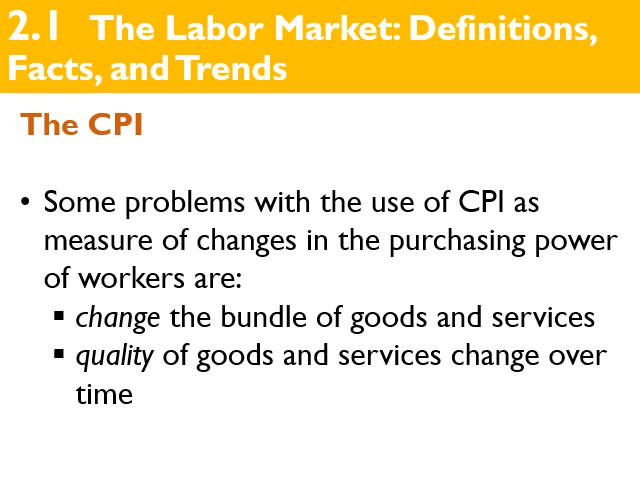 2.1 The Labor Market: Definitions,
Facts, and Trends
The CPI
• Some problems with the use of CPI as
measure of changes in the purchasing power
of workers are:
▪ change the bundle of goods and services
▪ quality of goods and services change over
time